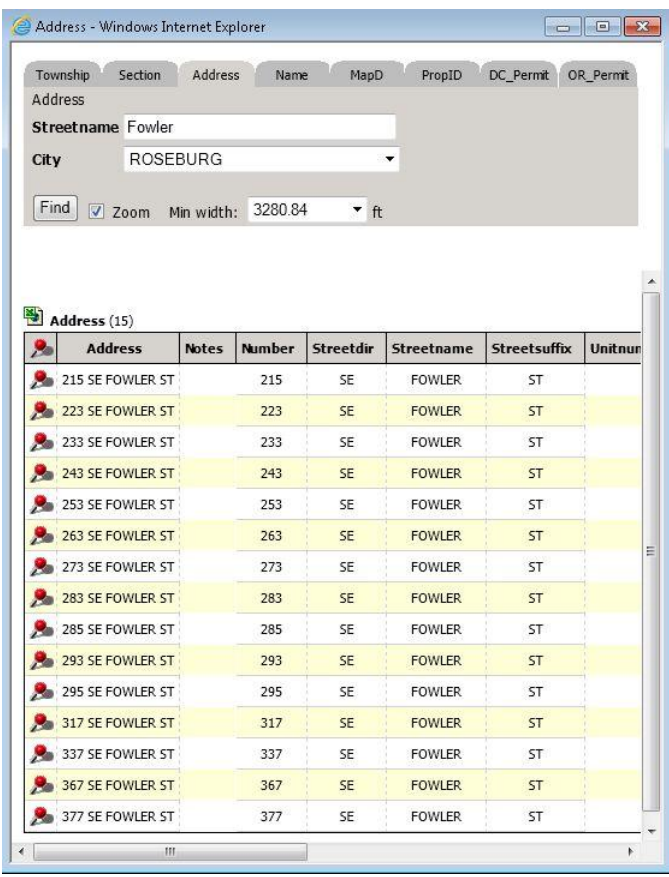 Address - Windows Internet Explorer
Township Section Address Name MapD PropID DC_Permit OR_Permit
Address
Streetname Fowler
City ROSEBURG
Find Zoom Min width: 3280.84 ft
Address (15)
Address Notes Number Streetdir Streetname Streetsuffix Unitnum
215 SE FOWLER ST 215 SE FOWLER ST
223 SE FOWLER ST 223 SE FOWLER ST
233 SE FOWLER ST 233 SE FOWLER ST
243 SE FOWLER ST 243 SE FOWLER ST
253 SE FOWLER ST 253 SE FOWLER ST
263 SE FOWLER ST 263 SE FOWLER ST
273 SE FOWLER ST 273 SE FOWLER ST
283 SE FOWLER ST 283 SE FOWLER ST
285 SE FOWLER ST 285 SE FOWLER ST
293 SE FOWLER ST 293 SE FOWLER ST
295 SE FOWLER ST 295 SE FOWLER ST
317 SE FOWLER ST 317 SE FOWLER ST
337 SE FOWLER ST 337 SE FOWLER ST
367 SE FOWLER ST 367 SE FOWLER ST
377 SE FOWLER ST 377 SE FOWLER ST